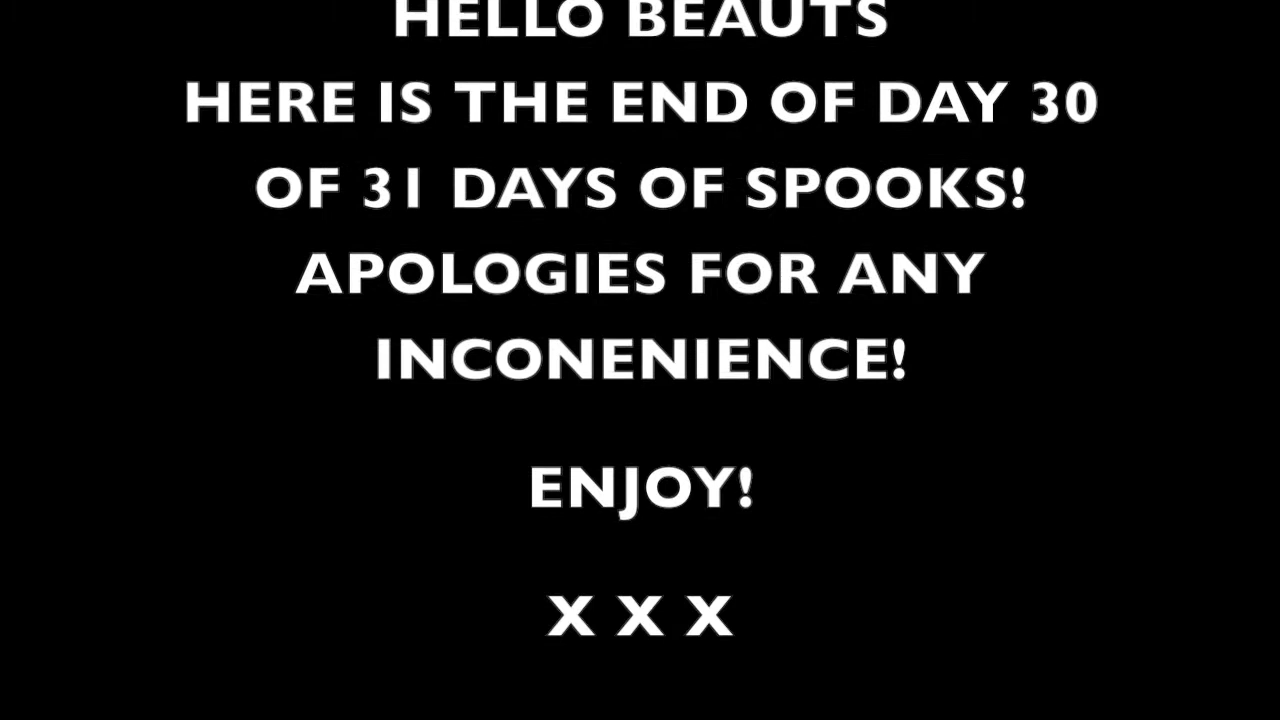 HELLO BEAUTS
HERE IS THE END OF DAY 30
OF 31 DAYS OF SPOOKS!
APOLOGIES FOR ANY
INCONENIENCE!
ENJOY!
X X X